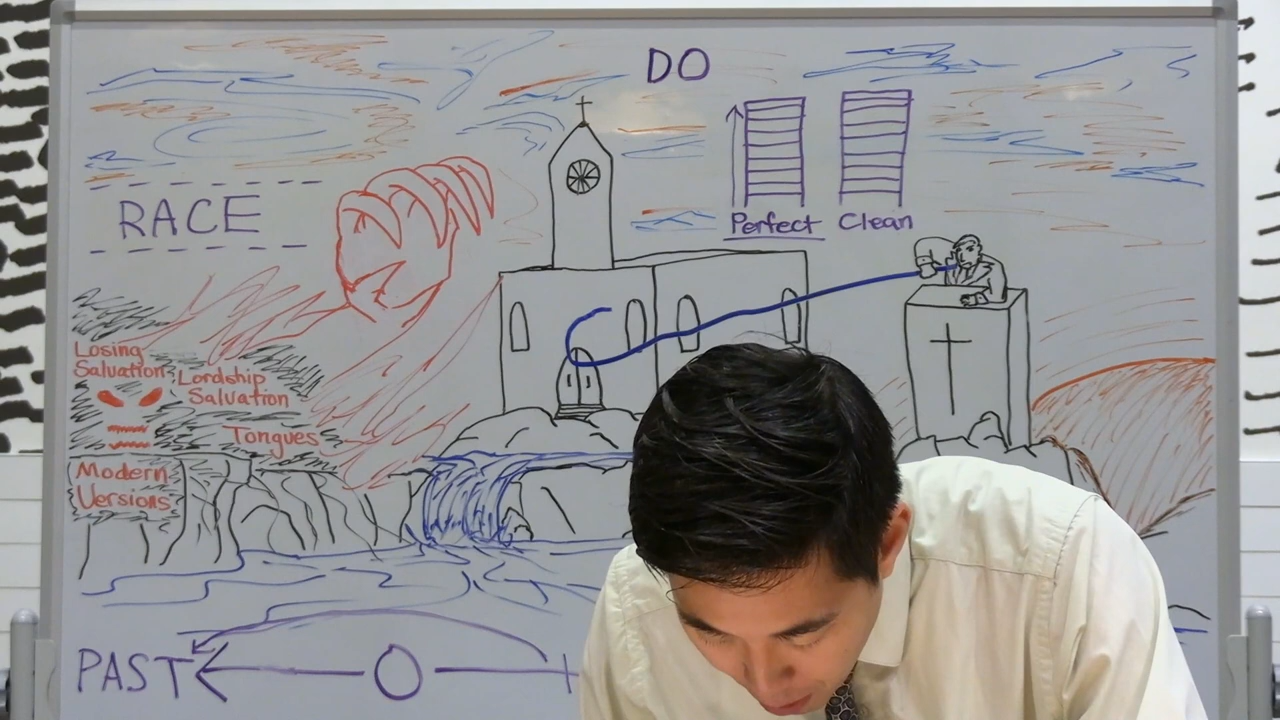 DO
RACE
Perfect Clean
Losing
Salvation
Lordship
Salvation
Tongues
Modern
Versions
PAST